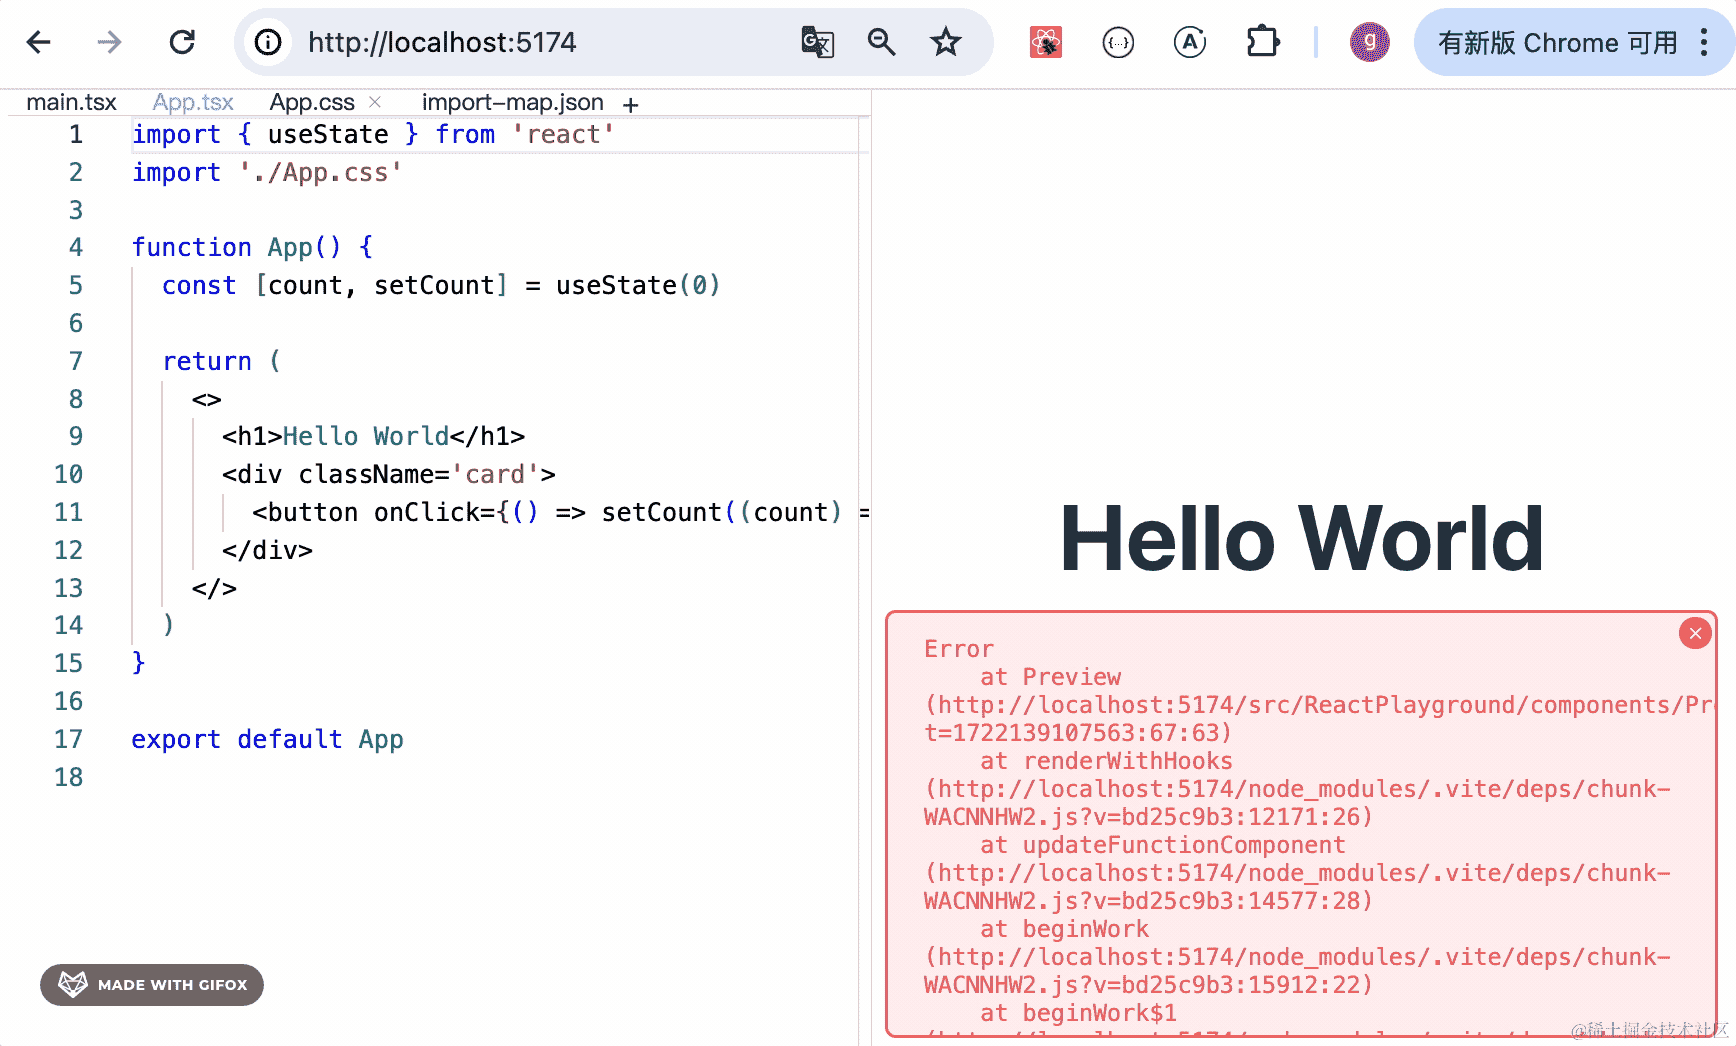 http://localhost:5174
有新版 Chrome 可用
main.tsx App.tsx App.css × import-map.json +
1 import { useState } from 'react'
2 import './App.css'
3
4 function App() {
5 const [count, setCount] = useState(0)
6
7 return (
8 <>
9 <h1>Hello World</h1>
10 <div className='card'>
11 <button onClick={() => setCount((count) =
12 </div>
13 </>
14 )
15 }
16
17 export default App
18
MADE WITH GIFOX
Hello World
Error
at Preview
(http://localhost:5174/src/ReactPlayground/components/Pre
t=1722139107563:67:63)
at renderWithHooks
(http://localhost:5174/node_modules/.vite/deps/chunk-
WACNNHW2.js?v=bd25c9b3:12171:26)
at updateFunctionComponent
(http://localhost:5174/node_modules/.vite/deps/chunk-
WACNNHW2.js?v=bd25c9b3:14577:28)
at beginWork
(http://localhost:5174/node_modules/.vite/deps/chunk-
WACNNHW2.js?v=bd25c9b3:15912:22)
at beginWork$1
@稀土掘金技术社区